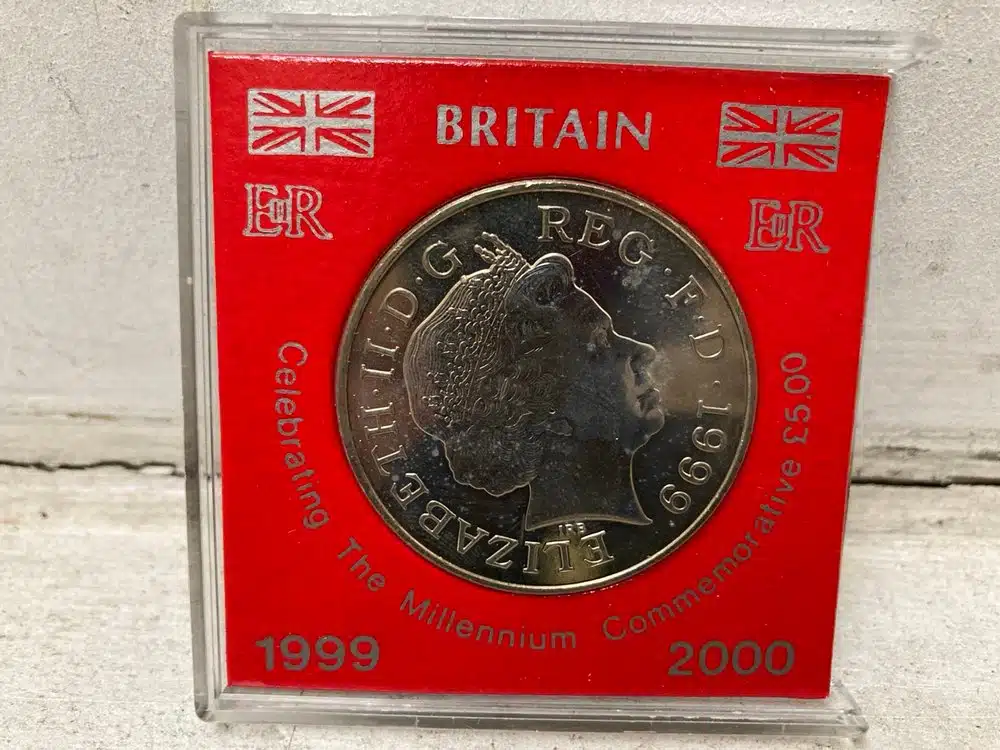 BRITAIN
EIIR
EIIR
ELIZABETH·II·D·G REG·F·D·1999
IRB
Celebrating The Millennium Commemorative £5.00
1999
2000